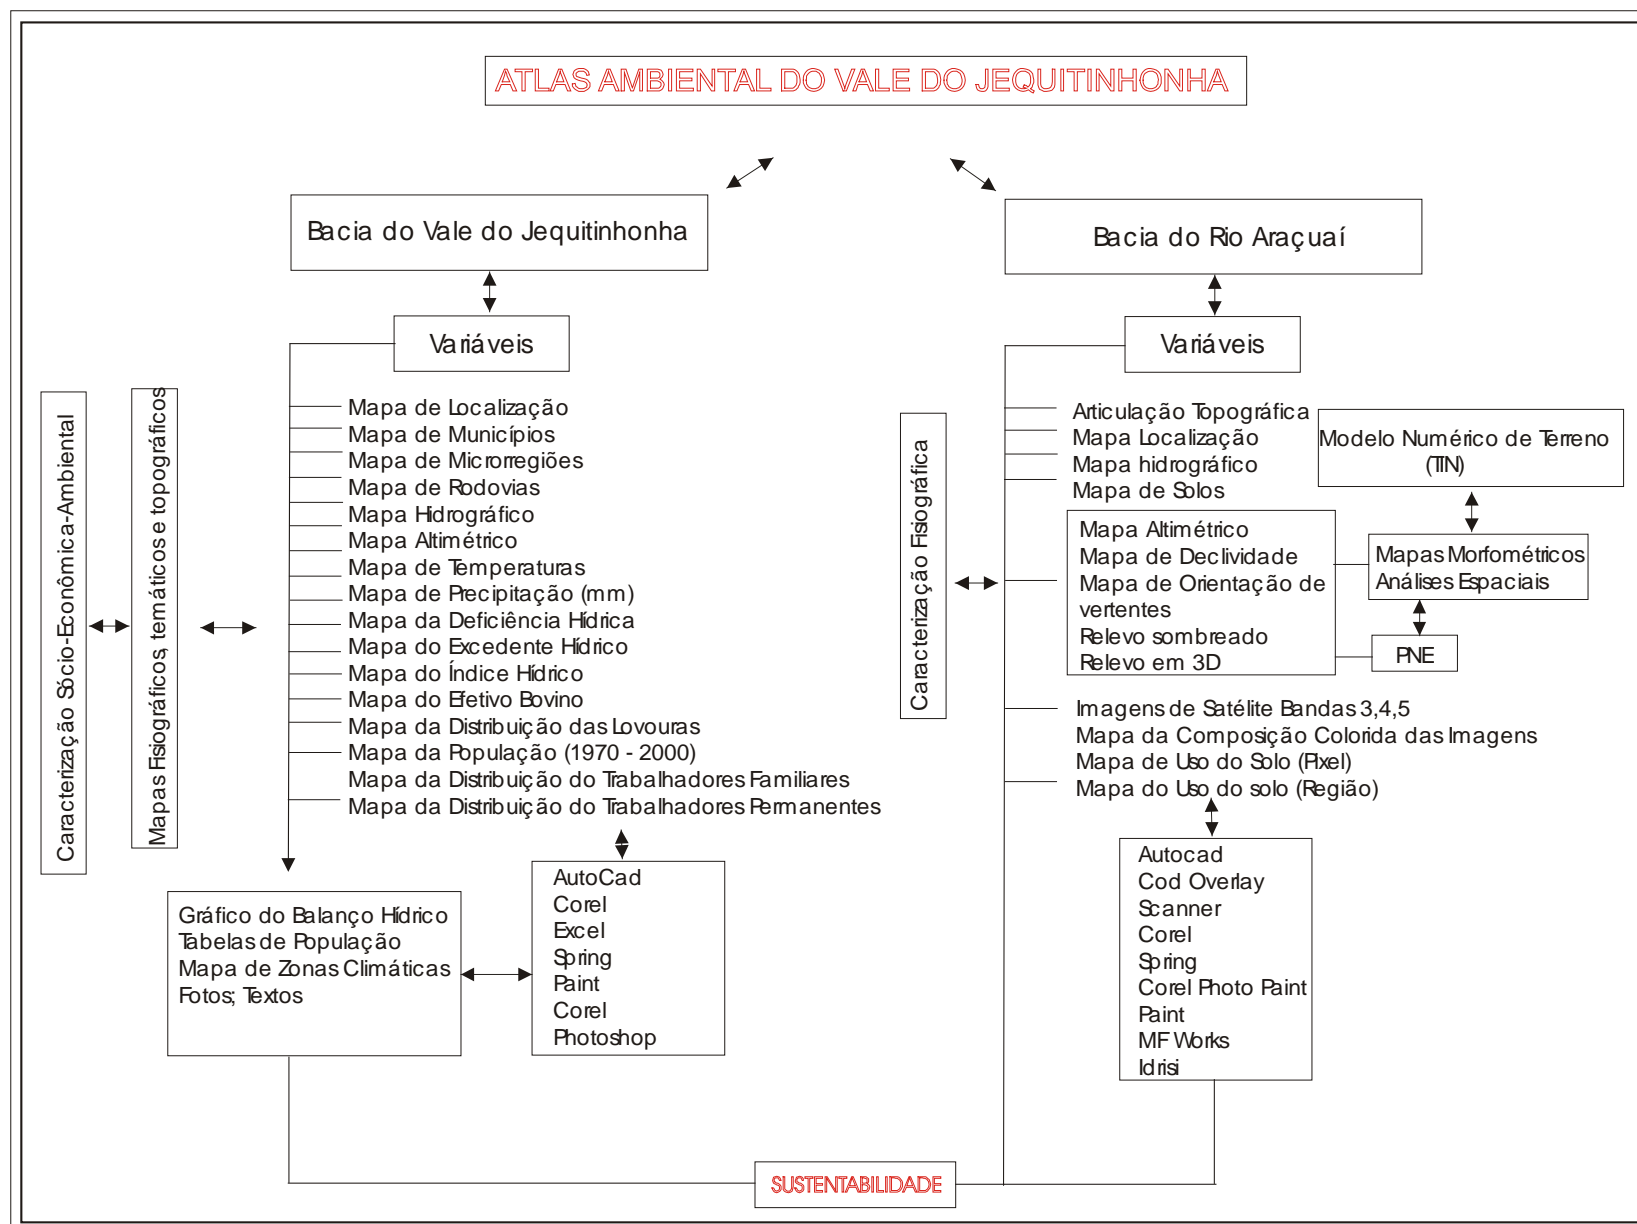 ATLAS AMBIENTAL DO VALE DO JEQUITINHONHA
Bacia do Vale do Jequitinhonha
Variáveis
Caracterização Sócio-Econômica-Ambiental
Mapas Fisiográficos, temáticos e topográficos
Mapa de Localização
Mapa de Municípios
Mapa de Microrregiões
Mapa de Rodovias
Mapa Hidrográfico
Mapa Altimétrico
Mapa de Temperaturas
Mapa de Precipitação (mm)
Mapa da Deficiência Hídrica
Mapa do Excedente Hídrico
Mapa do Índice Hídrico
Mapa do Efetivo Bovino
Mapa da Distribuição das Lovouras
Mapa da População (1970 - 2000)
Mapa da Distribuição do Trabalhadores Familiares
Mapa da Distribuição do Trabalhadores Permanentes
Gráfico do Balanço Hídrico
Tabelas de População
Mapa de Zonas Climáticas
Fotos; Textos
AutoCad
Corel
Excel
Spring
Paint
Corel
Photoshop
Bacia do Rio Araçuaí
Variáveis
Caracterização Fisiográfica
Articulação Topográfica
Mapa Localização
Mapa hidrográfico
Mapa de Solos
Mapa Altimétrico
Mapa de Declividade
Mapa de Orientação de
vertentes
Relevo sombreado
Relevo em 3D
Modelo Numérico de Terreno
(TIN)
Mapas Morfométricos
Análises Espaciais
PNE
Imagens de Satélite Bandas 3,4,5
Mapa da Composição Colorida das Imagens
Mapa de Uso do Solo (Pixel)
Mapa do Uso do solo (Região)
Autocad
Cod Overlay
Scanner
Corel
Spring
Corel Photo Paint
Paint
MF Works
Idrisi
SUSTENTABILIDADE